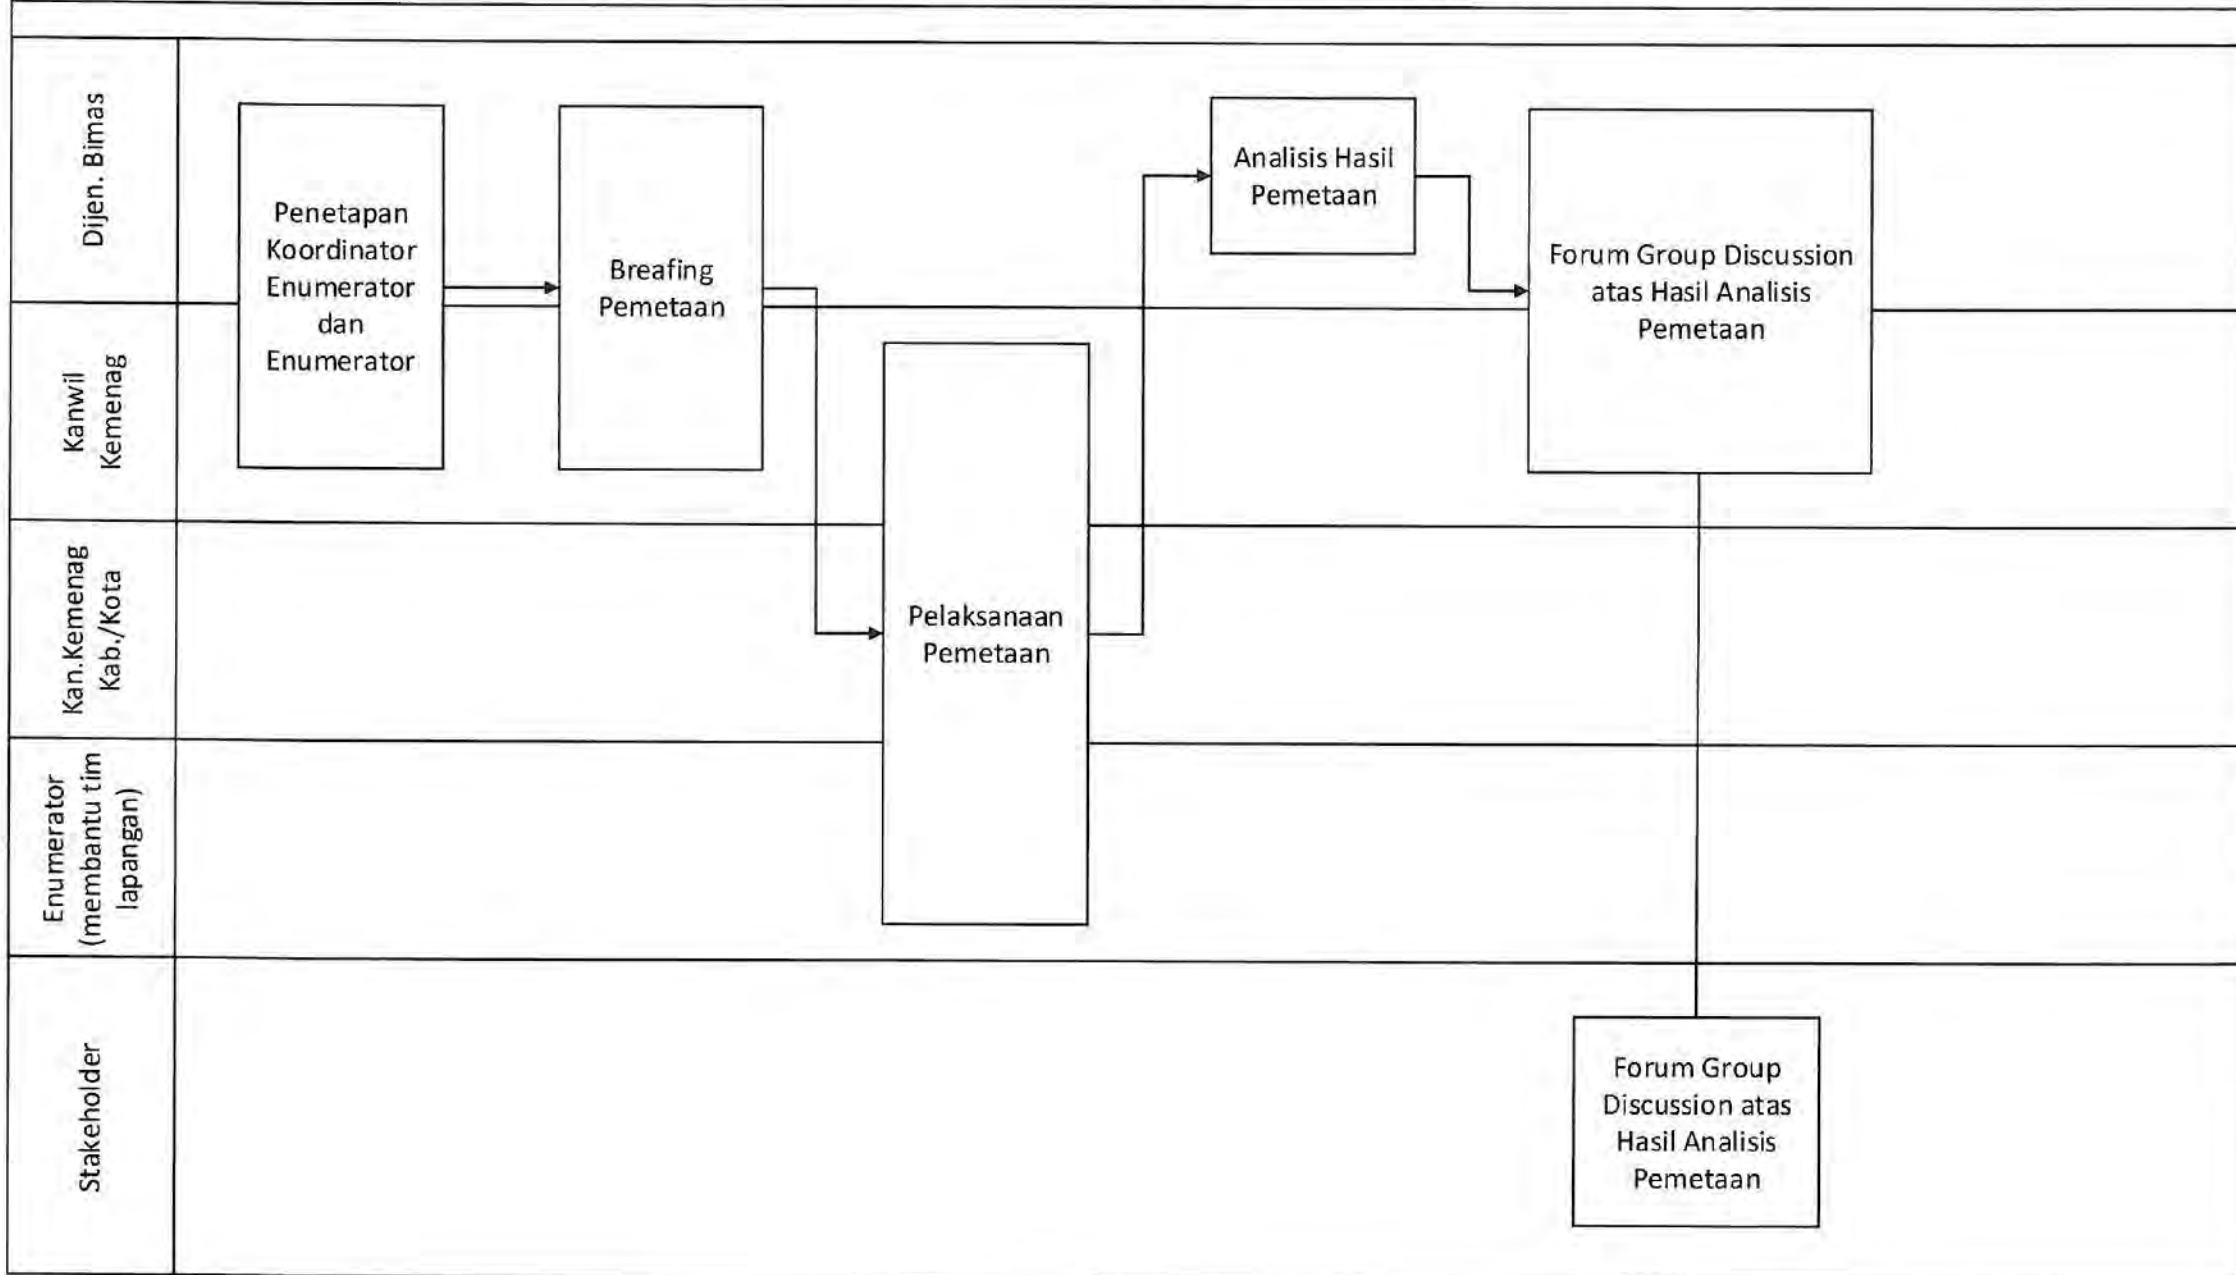 Dijen. Bimas
Penetapan
Koordinator
Enumerator
dan
Enumerator
Breafing
Pemetaan
Analisis Hasil
Pemetaan
Forum Group Discussion
atas Hasil Analisis
Pemetaan
Kanwil
Kemenag
Kan.Kemenag
Kab./Kota
Pelaksanaan
Pemetaan
Enumerator
(membantu tim
lapangan)
Stakeholder
Forum Group
Discussion atas
Hasil Analisis
Pemetaan